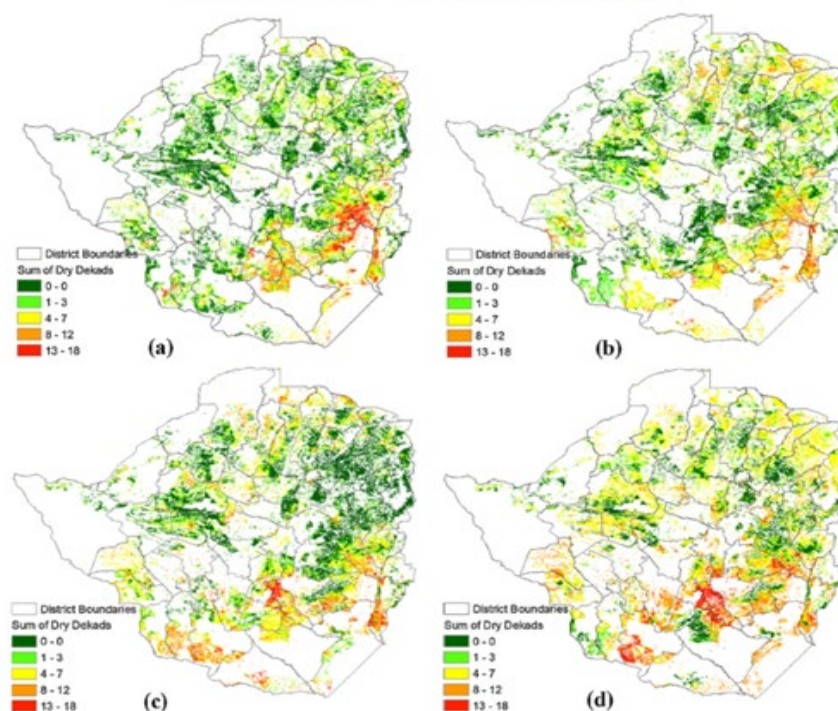 District Boundaries
Sum of Dry Dekads
0 - 0
1 - 3
4 - 7
8 - 12
13 - 18
(a)
District Boundaries
Sum of Dry Dekads
0 - 0
1 - 3
4 - 7
8 - 12
13 - 18
(b)
District Boundaries
Sum of Dry Dekads
0 - 0
1 - 3
4 - 7
8 - 12
13 - 18
(c)
District Boundaries
Sum of Dry Dekads
0 - 0
1 - 3
4 - 7
8 - 12
13 - 18
(d)